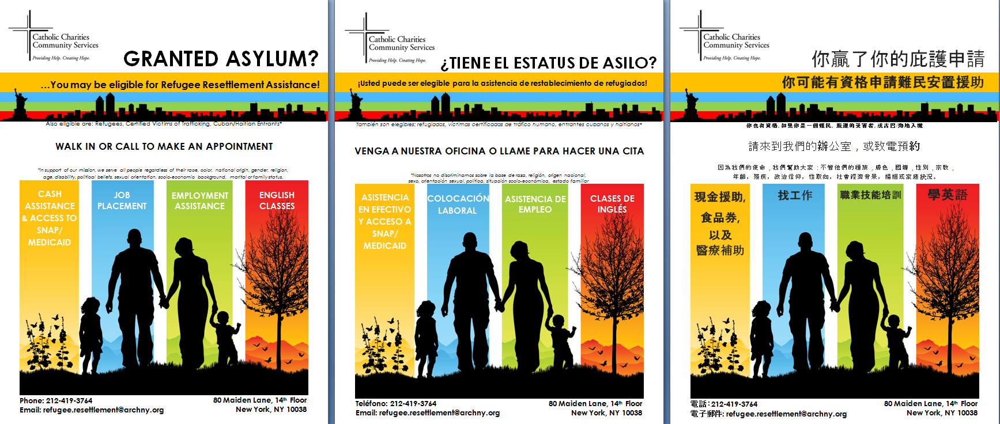 Catholic Charities
Community Services
Providing Help. Creating Hope.
GRANTED ASYLUM?
...You may be eligible for Refugee Resettlement Assistance!
Also eligible are: Refugees, Certified Victims of Trafficking, Cuban/Haitian Entrants*
WALK IN OR CALL TO MAKE AN APPOINTMENT
*In support of our mission, we serve all people regardless of their race, color, national origin, gender, religion,
age, disability, political beliefs, sexual orientation, socio-economic background, marital or family status.
CASH
ASSISTANCE
& ACCESS TO
SNAP/
MEDICAID
JOB
PLACEMENT
EMPLOYMENT
ASSISTANCE
ENGLISH
CLASSES
Phone: 212-419-3764
Email: refugee.resettlement@archny.org
80 Maiden Lane, 14th Floor
New York, NY 10038
Catholic Charities
Community Services
Providing Help. Creating Hope.
¿TIENE EL ESTATUS DE ASILO?
¡Usted puede ser elegible para la asistencia de restablecimiento de refugiados!
También son elegibles: refugiados, víctimas certificadas de tráfico humano, entrantes cubanos y haitianos*
VENGA A NUESTRA OFICINA O LLAME PARA HACER UNA CITA
*Nosotros no discriminamos sobre la base de raza, religión, origen nacional,
sexo, orientación sexual, política, situación socio-económica, estado familiar
ASISTENCIA
EN EFECTIVO
Y ACCESO A
SNAP/
MEDICAID
COLOCACIÓN
LABORAL
ASISTENCIA DE
EMPLEO
CLASES DE
INGLÉS
Teléfono: 212-419-3764
Email: refugee.resettlement@archny.org
80 Maiden Lane, 14th Floor
New York, NY 10038
Catholic Charities
Community Services
Providing Help. Creating Hope.
你贏了你的庇護申請
你可能有資格申請難民安置援助
你也有資格,如果你是一個難民, 販運的受害者,或古巴/海地入境
請來到我們的辦公室，或致電預約
因為我們的使命,我們幫助大家:不管他們的種族,膚色,國籍,性別,宗教,
年齡，殘疾，政治信仰，性取向，社會經濟背景，婚姻或家庭狀況。
現金援助,
食品券,
以及
醫療補助
找工作
職業技能培訓
學英語
電話:212-419-3764
電子郵件: refugee.resettlement@archny.org
80 Maiden Lane, 14th Floor
New York, NY 10038